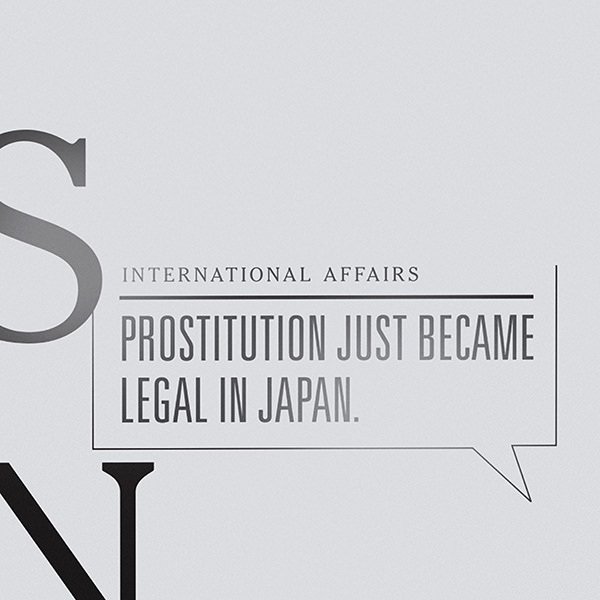 S
INTERNATIONAL AFFAIRS
PROSTITUTION JUST BECAME
LEGAL IN JAPAN.
N